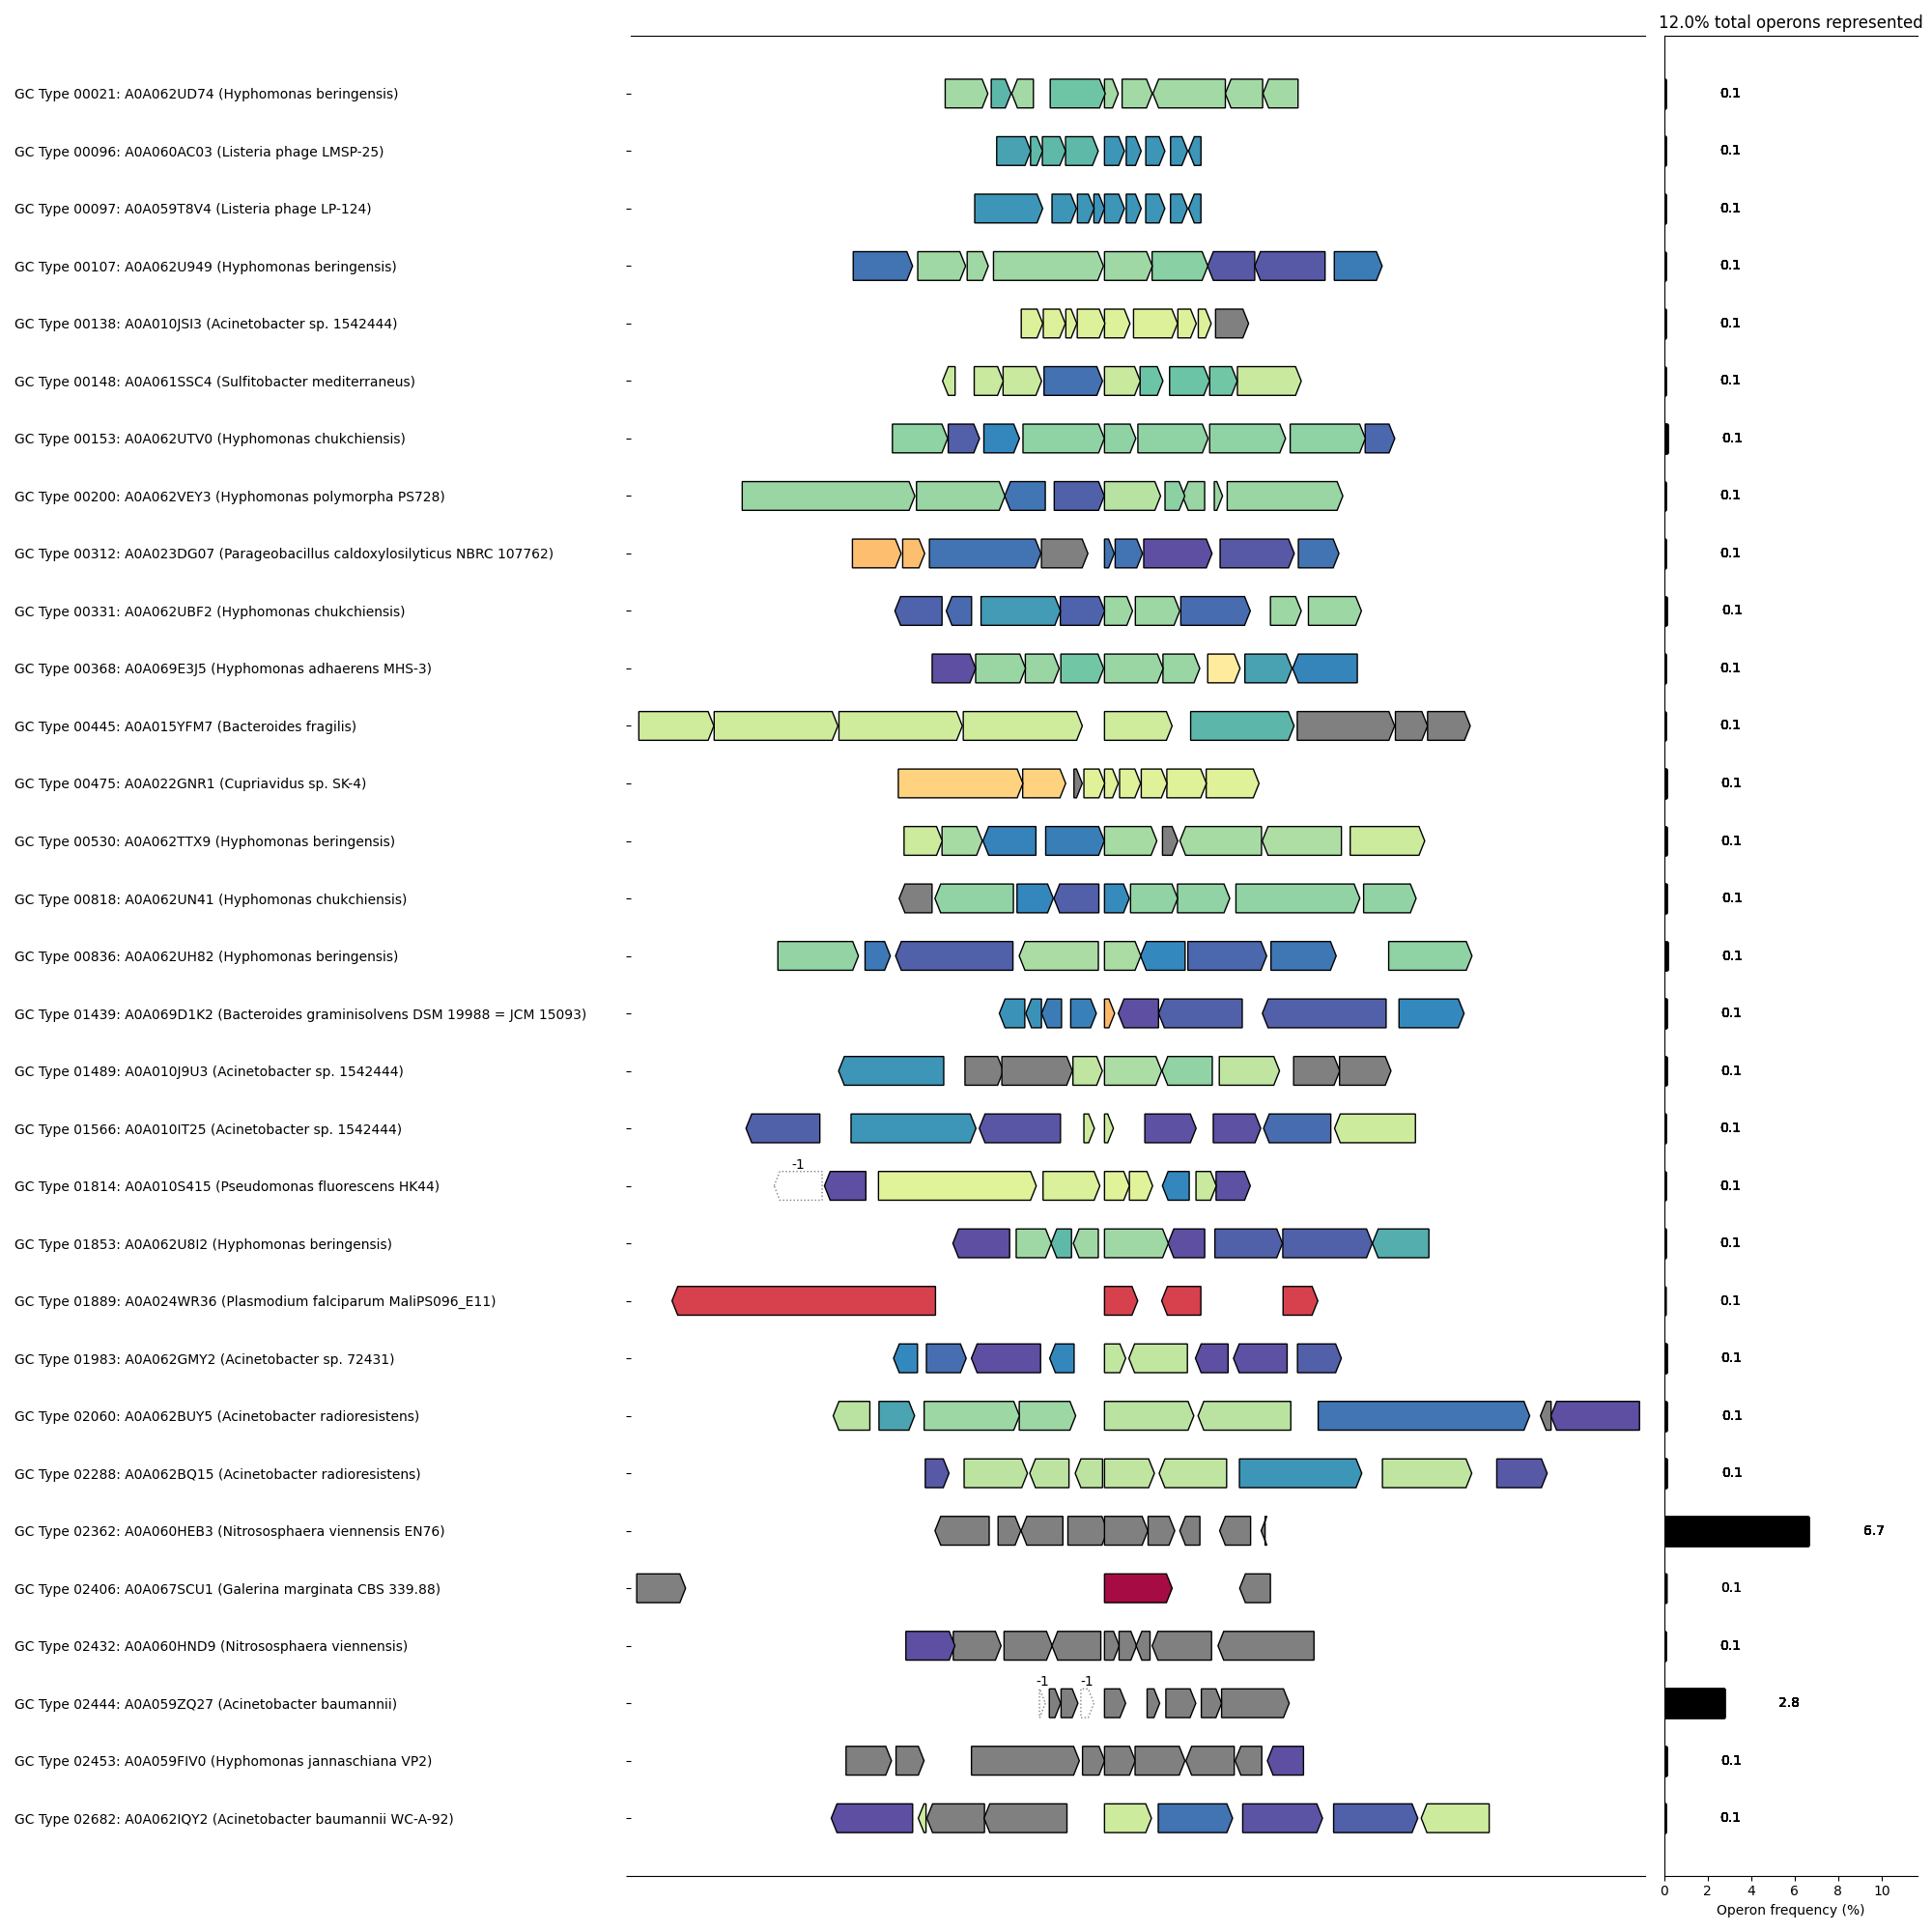 12.0% total operons represented
GC Type 00021: A0A062UD74 (Hyphomonas beringensis) 0.1
GC Type 00096: A0A060AC03 (Listeria phage LMSP-25) 0.1
GC Type 00097: A0A059T8V4 (Listeria phage LP-124) 0.1
GC Type 00107: A0A062U949 (Hyphomonas beringensis) 0.1
GC Type 00138: A0A010JSI3 (Acinetobacter sp. 1542444) 0.1
GC Type 00148: A0A061SSC4 (Sulfitobacter mediterraneus) 0.1
GC Type 00153: A0A062UTV0 (Hyphomonas chukchiensis) 0.1
GC Type 00200: A0A062VEY3 (Hyphomonas polymorpha PS728) 0.1
GC Type 00312: A0A023DG07 (Parageobacillus caldoxylosilyticus NBRC 107762) 0.1
GC Type 00331: A0A062UBF2 (Hyphomonas chukchiensis) 0.1
GC Type 00368: A0A069E3J5 (Hyphomonas adhaerens MHS-3) 0.1
GC Type 00445: A0A015YFM7 (Bacteroides fragilis) 0.1
GC Type 00475: A0A022GNR1 (Cupriavidus sp. SK-4) 0.1
GC Type 00530: A0A062TTX9 (Hyphomonas beringensis) 0.1
GC Type 00818: A0A062UN41 (Hyphomonas chukchiensis) 0.1
GC Type 00836: A0A062UH82 (Hyphomonas beringensis) 0.1
GC Type 01439: A0A069D1K2 (Bacteroides graminisolvens DSM 19988 = JCM 15093) 0.1
GC Type 01489: A0A010J9U3 (Acinetobacter sp. 1542444) 0.1
GC Type 01566: A0A010IT25 (Acinetobacter sp. 1542444) 0.1
-1
GC Type 01814: A0A010S415 (Pseudomonas fluorescens HK44) 0.1
GC Type 01853: A0A062U8I2 (Hyphomonas beringensis) 0.1
GC Type 01889: A0A024WR36 (Plasmodium falciparum MaliPS096_E11) 0.1
GC Type 01983: A0A062GMY2 (Acinetobacter sp. 72431) 0.1
GC Type 02060: A0A062BUY5 (Acinetobacter radioresistens) 0.1
GC Type 02288: A0A062BQ15 (Acinetobacter radioresistens) 0.1
GC Type 02362: A0A060HEB3 (Nitrososphaera viennensis EN76) 6.7
GC Type 02406: A0A067SCU1 (Galerina marginata CBS 339.88) 0.1
GC Type 02432: A0A060HND9 (Nitrososphaera viennensis) 0.1
-1 -1
GC Type 02444: A0A059ZQ27 (Acinetobacter baumannii) 2.8
GC Type 02453: A0A059FIV0 (Hyphomonas jannaschiana VP2) 0.1
GC Type 02682: A0A062IQY2 (Acinetobacter baumannii WC-A-92) 0.1
0 2 4 6 8 10
Operon frequency (%)